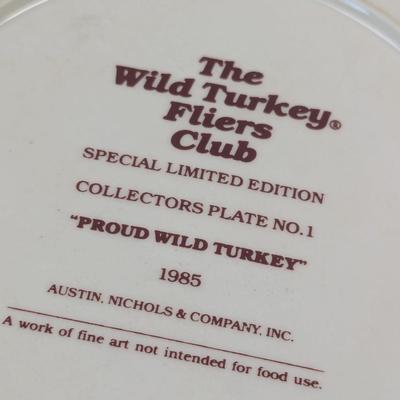 The
Wild Turkey®
Fliers
Club
SPECIAL LIMITED EDITION
COLLECTORS PLATE NO. 1
"PROUD WILD TURKEY"
1985
AUSTIN, NICHOLS & COMPANY, INC.
A work of fine art not intended for food use.